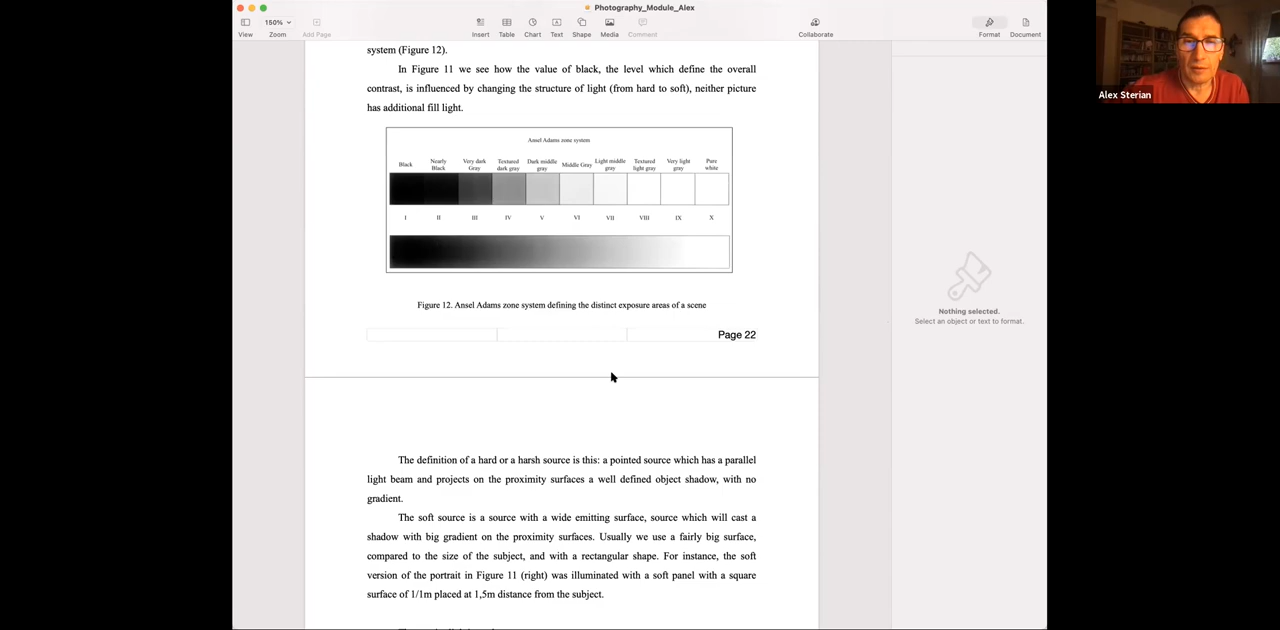 Photography_Module_Alex
150%
View Zoom Add Page Insert Table Chart Text Shape Media Comment Collaborate Format Document
Alex Sterian
system (Figure 12).
In Figure 11 we see how the value of black, the level which define the overall
contrast, is influenced by changing the structure of light (from hard to soft), neither picture
has additional fill light.
Ansel Adams zone system
Black Nearly Black Very dark Gray Textured dark gray Dark middle gray Middle Gray Light middle gray Textured light gray Very light gray Pure white
I II III IV V VI VII VIII IX X
Figure 12. Ansel Adams zone system defining the distinct exposure areas of a scene
Page 22
Nothing selected.
Select an object or text to format.
The definition of a hard or a harsh source is this: a pointed source which has a parallel
light beam and projects on the proximity surfaces a well defined object shadow, with no
gradient.
The soft source is a source with a wide emitting surface, source which will cast a
shadow with big gradient on the proximity surfaces. Usually we use a fairly big surface,
compared to the size of the subject, and with a rectangular shape. For instance, the soft
version of the portrait in Figure 11 (right) was illuminated with a soft panel with a square
surface of 1/1m placed at 1,5m distance from the subject.